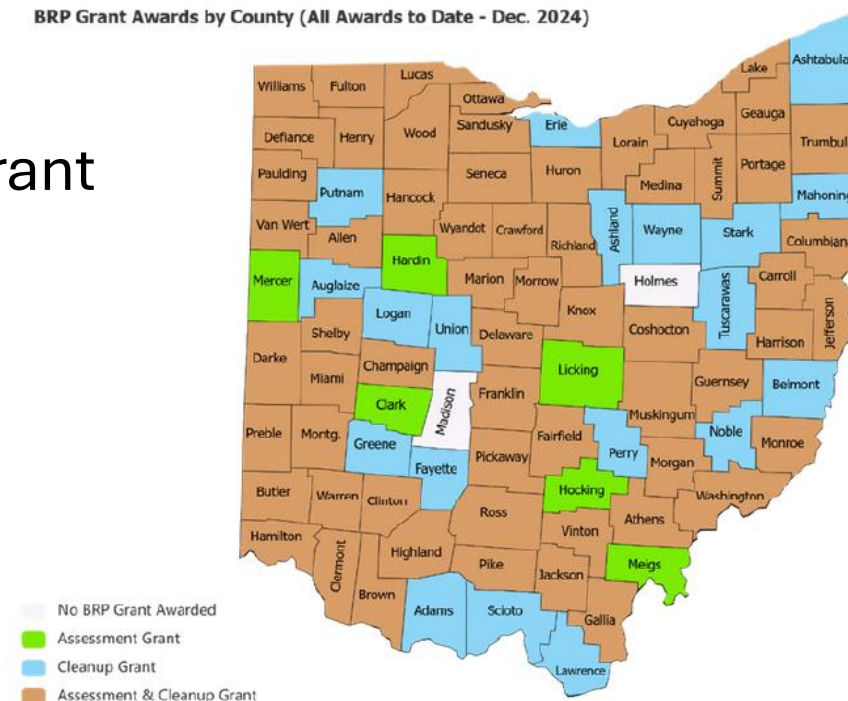 BRP Grant Awards by County (All Awards to Date - Dec. 2024)
rant
Williams
Fulton
Lucas
Ottawa
Lake
Ashtabula
Defiance
Henry
Wood
Sandusky
Erie
Lorain
Cuyahoga
Geauga
Trumbul
Paulding
Putnam
Hancock
Seneca
Huron
Medina
Summit
Portage
Mahoning
Van Wert
Allen
Wyandot
Crawford
Richland
Ashland
Wayne
Stark
Columbian
Mercer
Auglaize
Hardin
Marion
Morrow
Knox
Holmes
Tuscarawas
Carroll
Jefferson
Logan
Union
Delaware
Coshocton
Harrison
Shelby
Darke
Champaign
Miami
Licking
Guernsey
Belmont
Clark
Madison
Franklin
Muskingum
Preble
Montg.
Greene
Fayette
Pickaway
Fairfield
Perry
Noble
Monroe
Morgan
Butler
Warren
Clinton
Ross
Hocking
Washington
Athens
Hamilton
Clermont
Brown
Highland
Pike
Vinton
Jackson
Meigs
Gallia
Adams
Scioto
Lawrence
No BRP Grant Awarded
Assessment Grant
Cleanup Grant
Assessment & Cleanup Grant